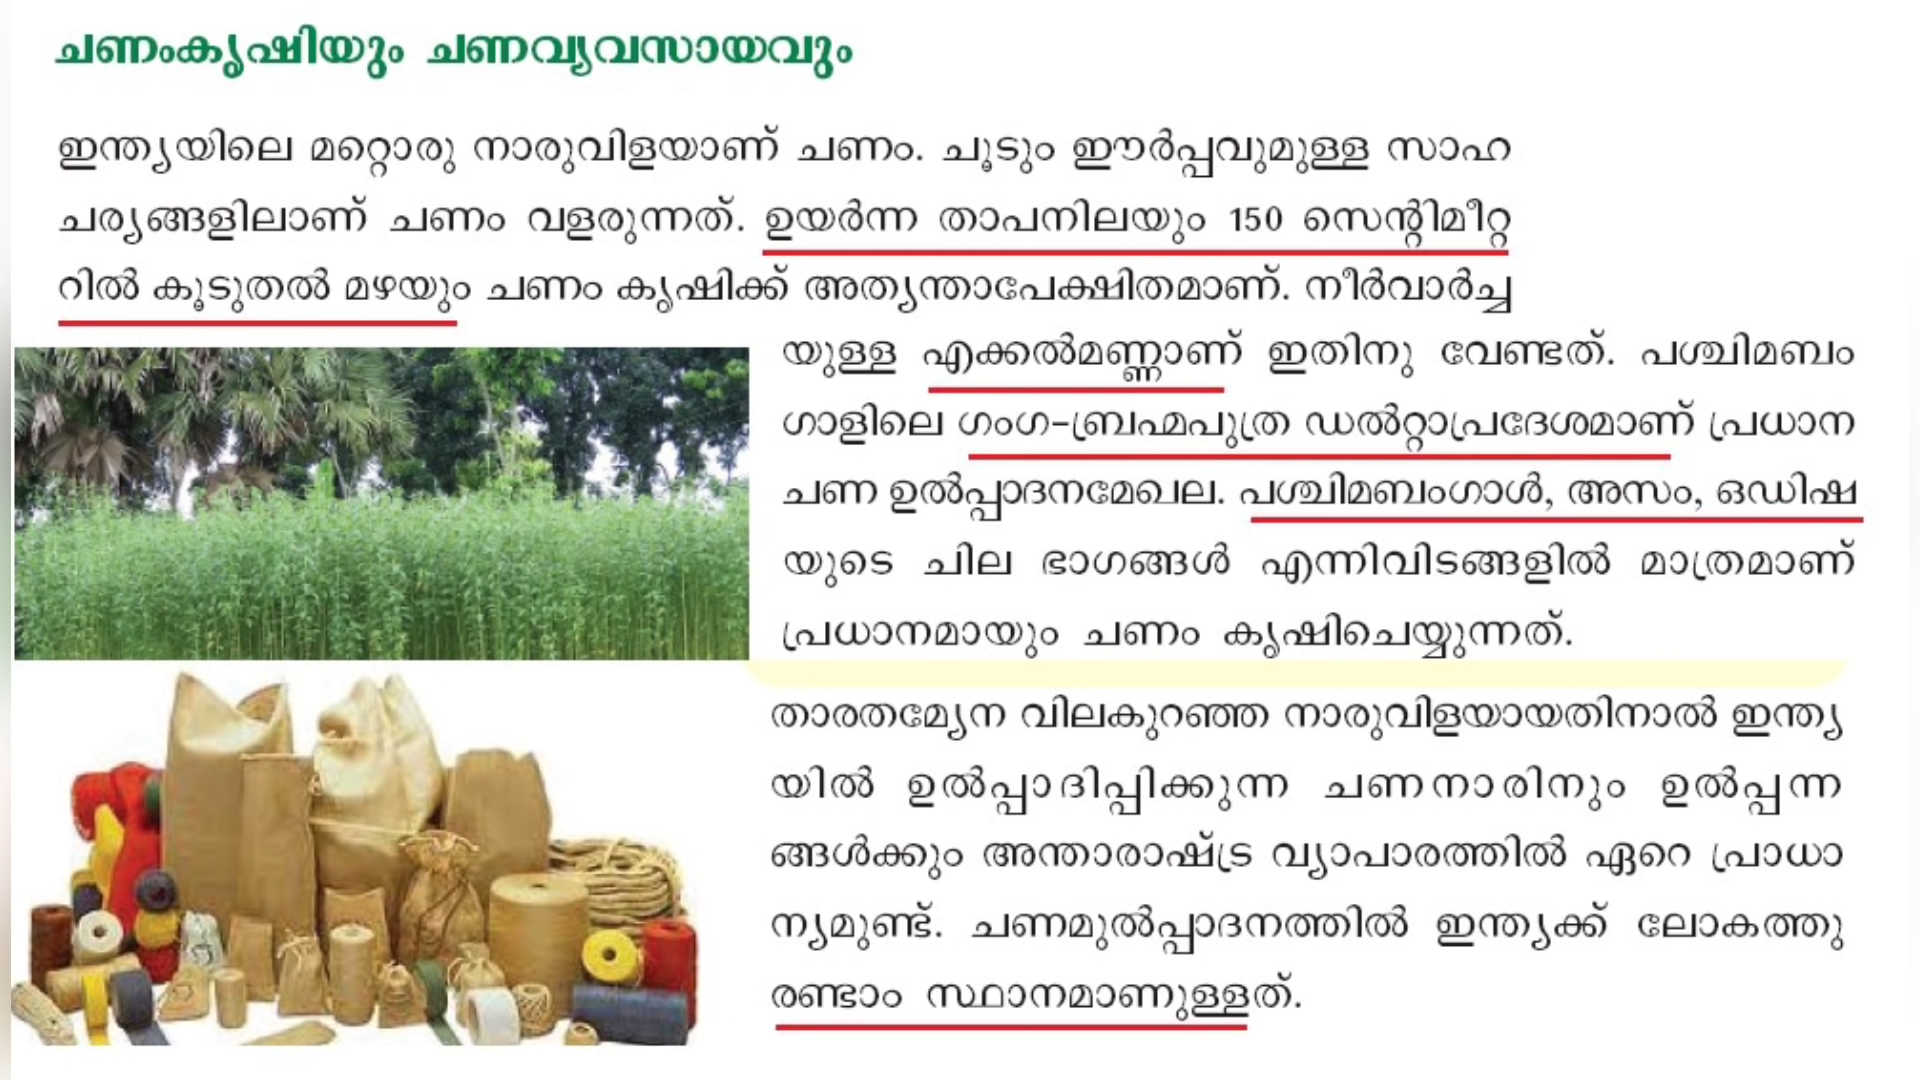 ചണംകൃഷിയും ചണവ്യവസായവും
ഇന്ത്യയിലെ മറ്റൊരു നാരുവിളയാണ് ചണം. ചൂടും ഈർപ്പവുമുള്ള സാഹ
ചര്യങ്ങളിലാണ് ചണം വളരുന്നത്. ഉയർന്ന താപനിലയും 150 സെന്റിമീറ്റ
റിൽ കൂടുതൽ മഴയും ചണം കൃഷിക്ക് അത്യന്താപേക്ഷിതമാണ്. നീർവാർച്ച
യുള്ള എക്കൽമണ്ണാണ് ഇതിനു വേണ്ടത്. പശ്ചിമബം
ഗാളിലെ ഗംഗ-ബ്രഹ്മപുത്ര ഡൽറ്റാപ്രദേശമാണ് പ്രധാന
ചണ ഉൽപ്പാദനമേഖല. പശ്ചിമബംഗാൾ, അസം, ഒഡിഷ
യുടെ ചില ഭാഗങ്ങൾ എന്നിവിടങ്ങളിൽ മാത്രമാണ്
പ്രധാനമായും ചണം കൃഷിചെയ്യുന്നത്.
താരതമ്യേന വിലകുറഞ്ഞ നാരുവിളയായതിനാൽ ഇന്ത്യ
യിൽ ഉൽപ്പാദിപ്പിക്കുന്ന ചണനാരിനും ഉൽപ്പന്ന
ങ്ങൾക്കും അന്താരാഷ്ട്ര വ്യാപാരത്തിൽ ഏറെ പ്രാധാ
ന്യമുണ്ട്. ചണമുൽപ്പാദനത്തിൽ ഇന്ത്യക്ക് ലോകത്തു
രണ്ടാം സ്ഥാനമാണുള്ളത്.